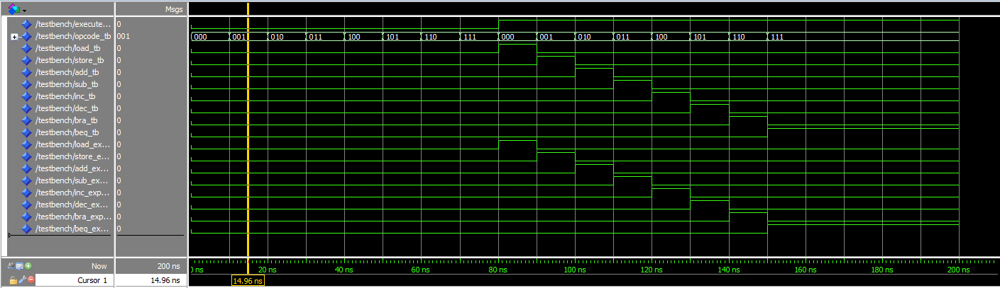 Msgs
/testbench/execute... 0
/testbench/opcode_tb 001 000 001 010 011 100 101 110 111 000 001 010 011 100 101 110 111
/testbench/load_tb 0
/testbench/store_tb 0
/testbench/add_tb 0
/testbench/sub_tb 0
/testbench/inc_tb 0
/testbench/dec_tb 0
/testbench/bra_tb 0
/testbench/beq_tb 0
/testbench/load_ex... 0
/testbench/store_e... 0
/testbench/add_ex... 0
/testbench/sub_ex... 0
/testbench/inc_exp... 0
/testbench/dec_ex... 0
/testbench/bra_exp... 0
/testbench/beq_ex... 0
Now 200 ns ns 20 ns 40 ns 60 ns 80 ns 100 ns 120 ns 140 ns 160 ns 180 ns 200 ns
Cursor 1 14.96 ns 14.96 ns